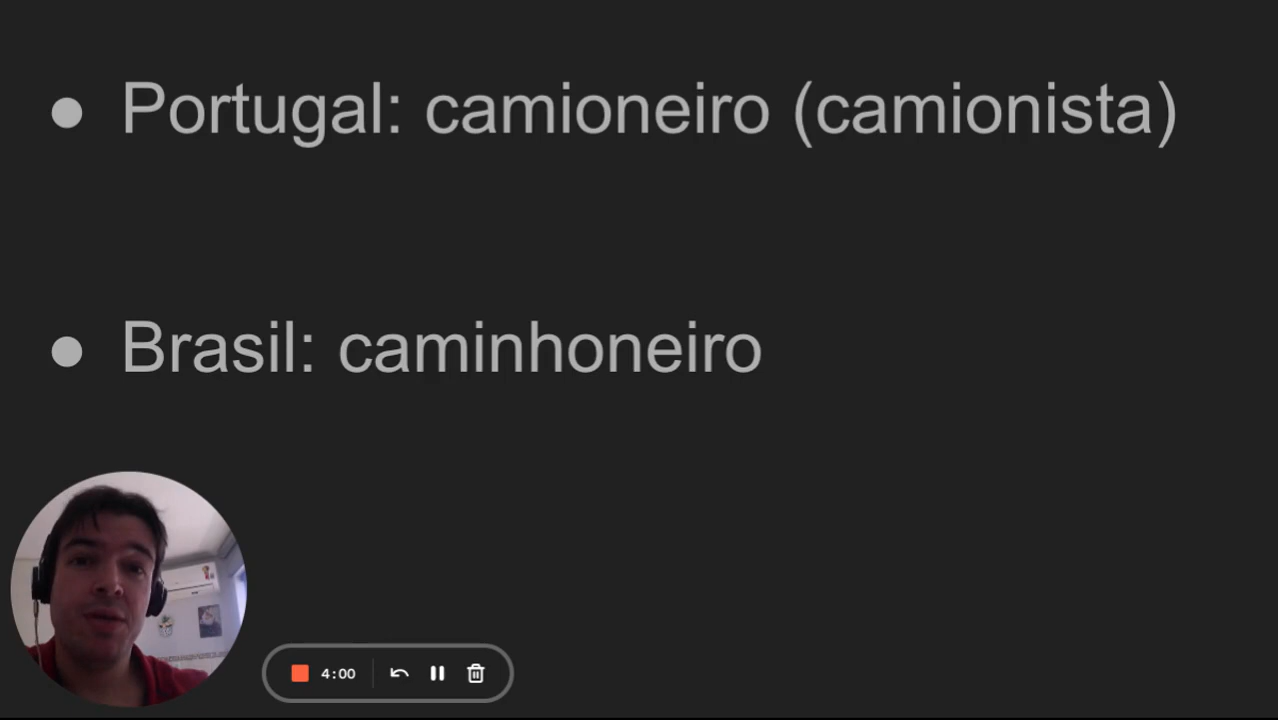 ● Portugal: camioneiro (camionista)
● Brasil: caminhoneiro
4:00